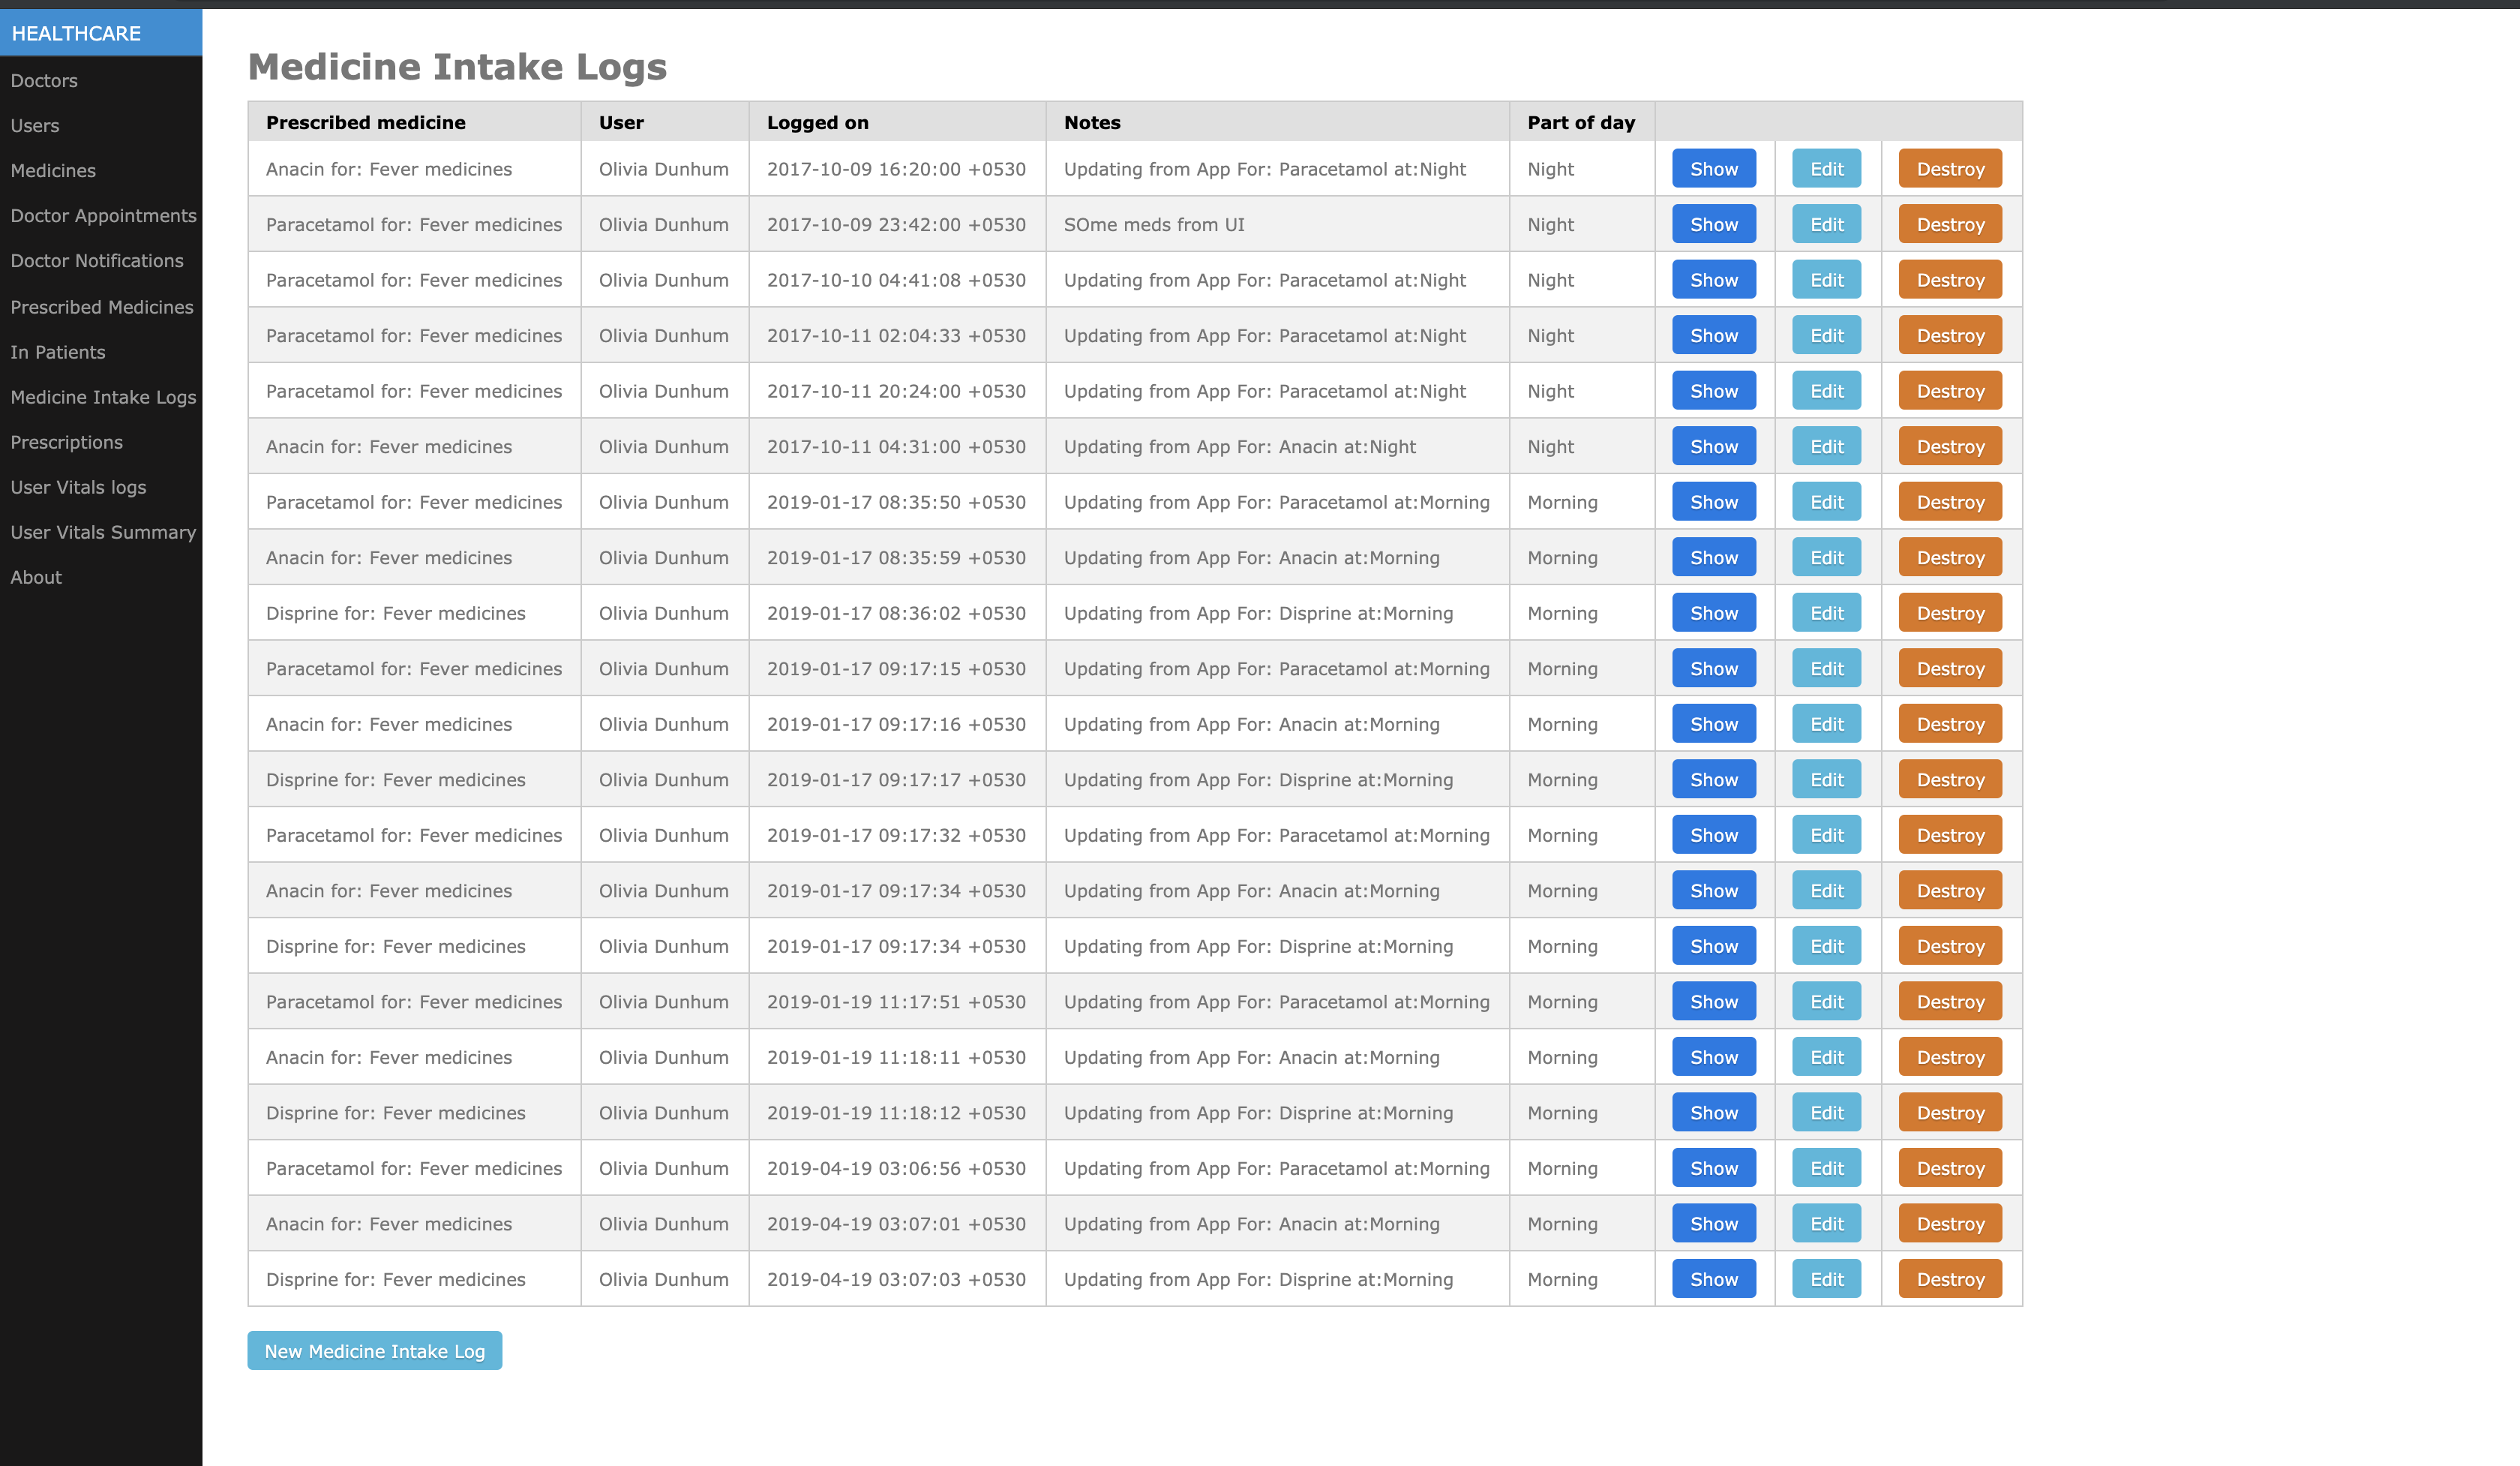 HEALTHCARE
Doctors
Users
Medicines
Doctor Appointments
Doctor Notifications
Prescribed Medicines
In Patients
Medicine Intake Logs
Prescriptions
User Vitals logs
User Vitals Summary
About
Medicine Intake Logs
Prescribed medicine User Logged on Notes Part of day
Anacin for: Fever medicines Olivia Dunhum 2017-10-09 16:20:00 +0530 Updating from App For: Paracetamol at:Night Night Show Edit Destroy
Paracetamol for: Fever medicines Olivia Dunhum 2017-10-09 23:42:00 +0530 SOme meds from UI Night Show Edit Destroy
Paracetamol for: Fever medicines Olivia Dunhum 2017-10-10 04:41:08 +0530 Updating from App For: Paracetamol at:Night Night Show Edit Destroy
Paracetamol for: Fever medicines Olivia Dunhum 2017-10-11 02:04:33 +0530 Updating from App For: Paracetamol at:Night Night Show Edit Destroy
Paracetamol for: Fever medicines Olivia Dunhum 2017-10-11 20:24:00 +0530 Updating from App For: Paracetamol at:Night Night Show Edit Destroy
Anacin for: Fever medicines Olivia Dunhum 2017-10-11 04:31:00 +0530 Updating from App For: Anacin at:Night Night Show Edit Destroy
Paracetamol for: Fever medicines Olivia Dunhum 2019-01-17 08:35:50 +0530 Updating from App For: Paracetamol at:Morning Morning Show Edit Destroy
Anacin for: Fever medicines Olivia Dunhum 2019-01-17 08:35:59 +0530 Updating from App For: Anacin at:Morning Morning Show Edit Destroy
Disprine for: Fever medicines Olivia Dunhum 2019-01-17 08:36:02 +0530 Updating from App For: Disprine at:Morning Morning Show Edit Destroy
Paracetamol for: Fever medicines Olivia Dunhum 2019-01-17 09:17:15 +0530 Updating from App For: Paracetamol at:Morning Morning Show Edit Destroy
Anacin for: Fever medicines Olivia Dunhum 2019-01-17 09:17:16 +0530 Updating from App For: Anacin at:Morning Morning Show Edit Destroy
Disprine for: Fever medicines Olivia Dunhum 2019-01-17 09:17:17 +0530 Updating from App For: Disprine at:Morning Morning Show Edit Destroy
Paracetamol for: Fever medicines Olivia Dunhum 2019-01-17 09:17:32 +0530 Updating from App For: Paracetamol at:Morning Morning Show Edit Destroy
Anacin for: Fever medicines Olivia Dunhum 2019-01-17 09:17:34 +0530 Updating from App For: Anacin at:Morning Morning Show Edit Destroy
Disprine for: Fever medicines Olivia Dunhum 2019-01-17 09:17:34 +0530 Updating from App For: Disprine at:Morning Morning Show Edit Destroy
Paracetamol for: Fever medicines Olivia Dunhum 2019-01-19 11:17:51 +0530 Updating from App For: Paracetamol at:Morning Morning Show Edit Destroy
Anacin for: Fever medicines Olivia Dunhum 2019-01-19 11:18:11 +0530 Updating from App For: Anacin at:Morning Morning Show Edit Destroy
Disprine for: Fever medicines Olivia Dunhum 2019-01-19 11:18:12 +0530 Updating from App For: Disprine at:Morning Morning Show Edit Destroy
Paracetamol for: Fever medicines Olivia Dunhum 2019-04-19 03:06:56 +0530 Updating from App For: Paracetamol at:Morning Morning Show Edit Destroy
Anacin for: Fever medicines Olivia Dunhum 2019-04-19 03:07:01 +0530 Updating from App For: Anacin at:Morning Morning Show Edit Destroy
Disprine for: Fever medicines Olivia Dunhum 2019-04-19 03:07:03 +0530 Updating from App For: Disprine at:Morning Morning Show Edit Destroy
New Medicine Intake Log